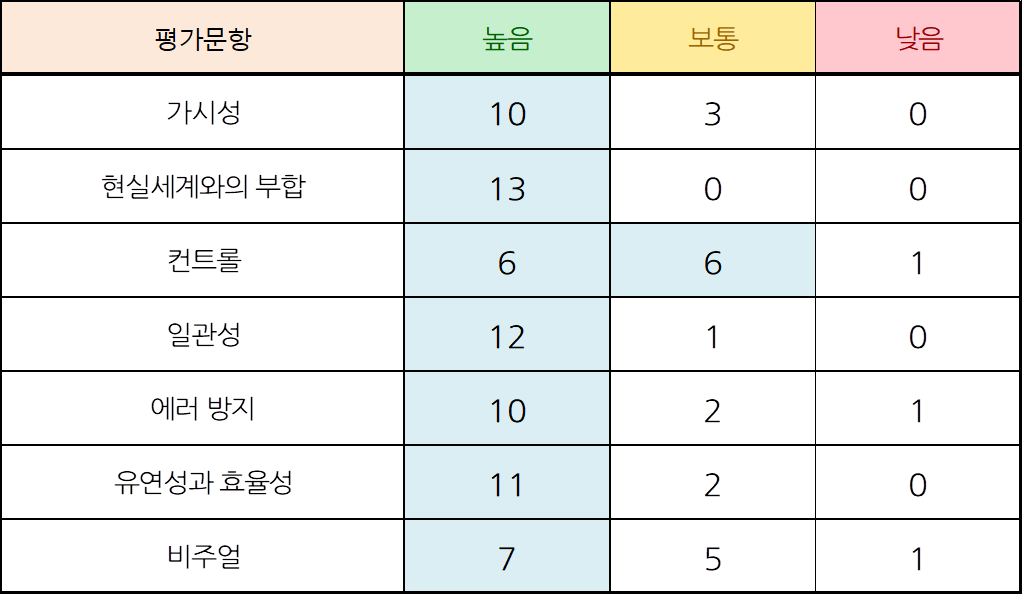 평가문항 높음 보통 낮음
가시성 10 3 0
현실세계와의 부합 13 0 0
컨트롤 6 6 1
일관성 12 1 0
에러 방지 10 2 1
유연성과 효율성 11 2 0
비주얼 7 5 1